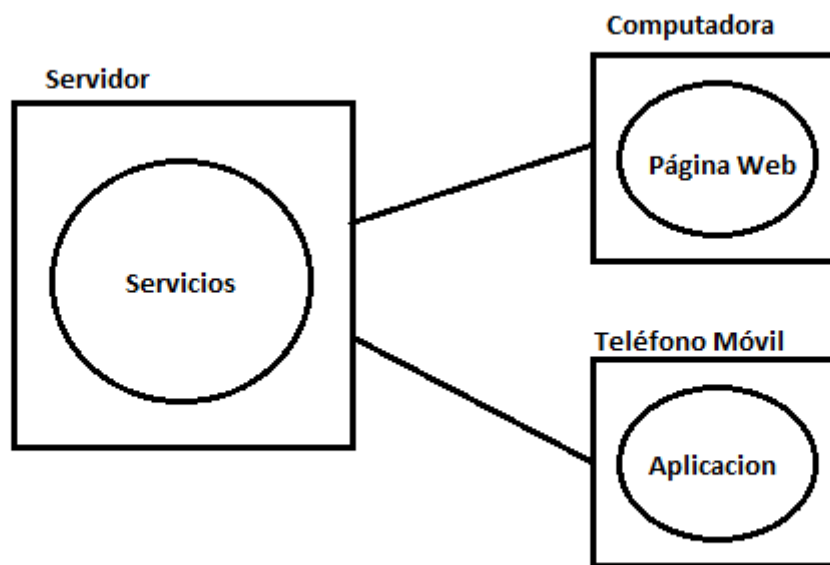 Servidor
Servicios
Computadora
Página Web
Teléfono Móvil
Aplicacion